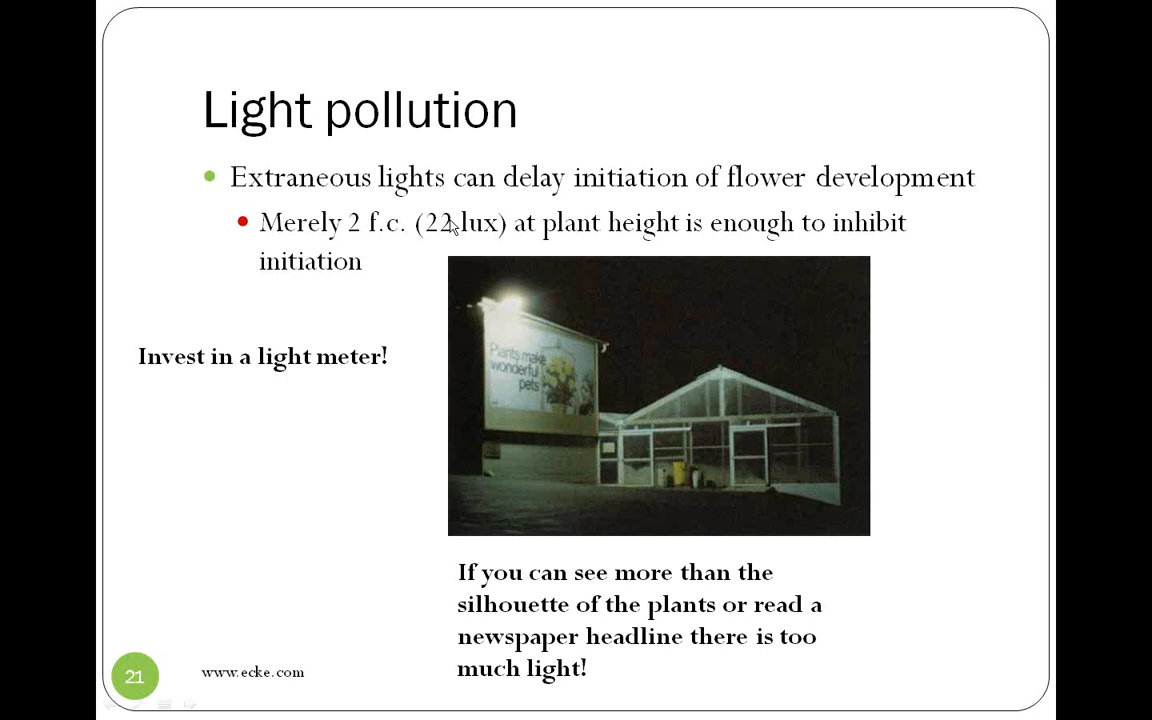 Light pollution
Extraneous lights can delay initiation of flower development
Merely 2 f.c. (22 lux) at plant height is enough to inhibit
initiation
Invest in a light meter!
Plants make
wonderful
pets
If you can see more than the
silhouette of the plants or read a
newspaper headline there is too
much light!
21
www.ecke.com